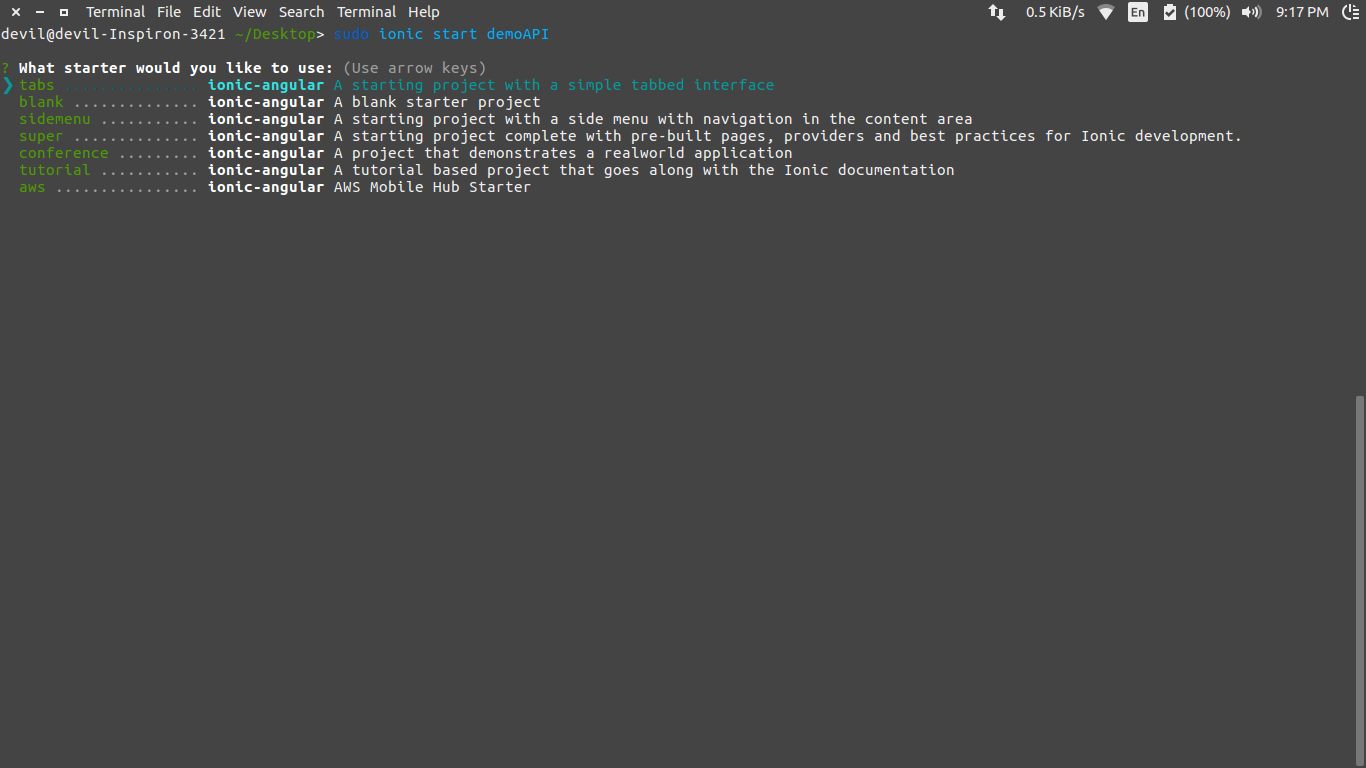 Terminal File Edit View Search Terminal Help 0.5 KiB/s En (100%) 9:17 PM
devil@devil-Inspiron-3421 ~/Desktop> sudo ionic start demoAPI
? What starter would you like to use: (Use arrow keys)
❯ tabs ............... ionic-angular A starting project with a simple tabbed interface
blank .............. ionic-angular A blank starter project
sidemenu ........... ionic-angular A starting project with a side menu with navigation in the content area
super .............. ionic-angular A starting project complete with pre-built pages, providers and best practices for Ionic development.
conference ......... ionic-angular A project that demonstrates a realworld application
tutorial ........... ionic-angular A tutorial based project that goes along with the Ionic documentation
aws ................ ionic-angular AWS Mobile Hub Starter